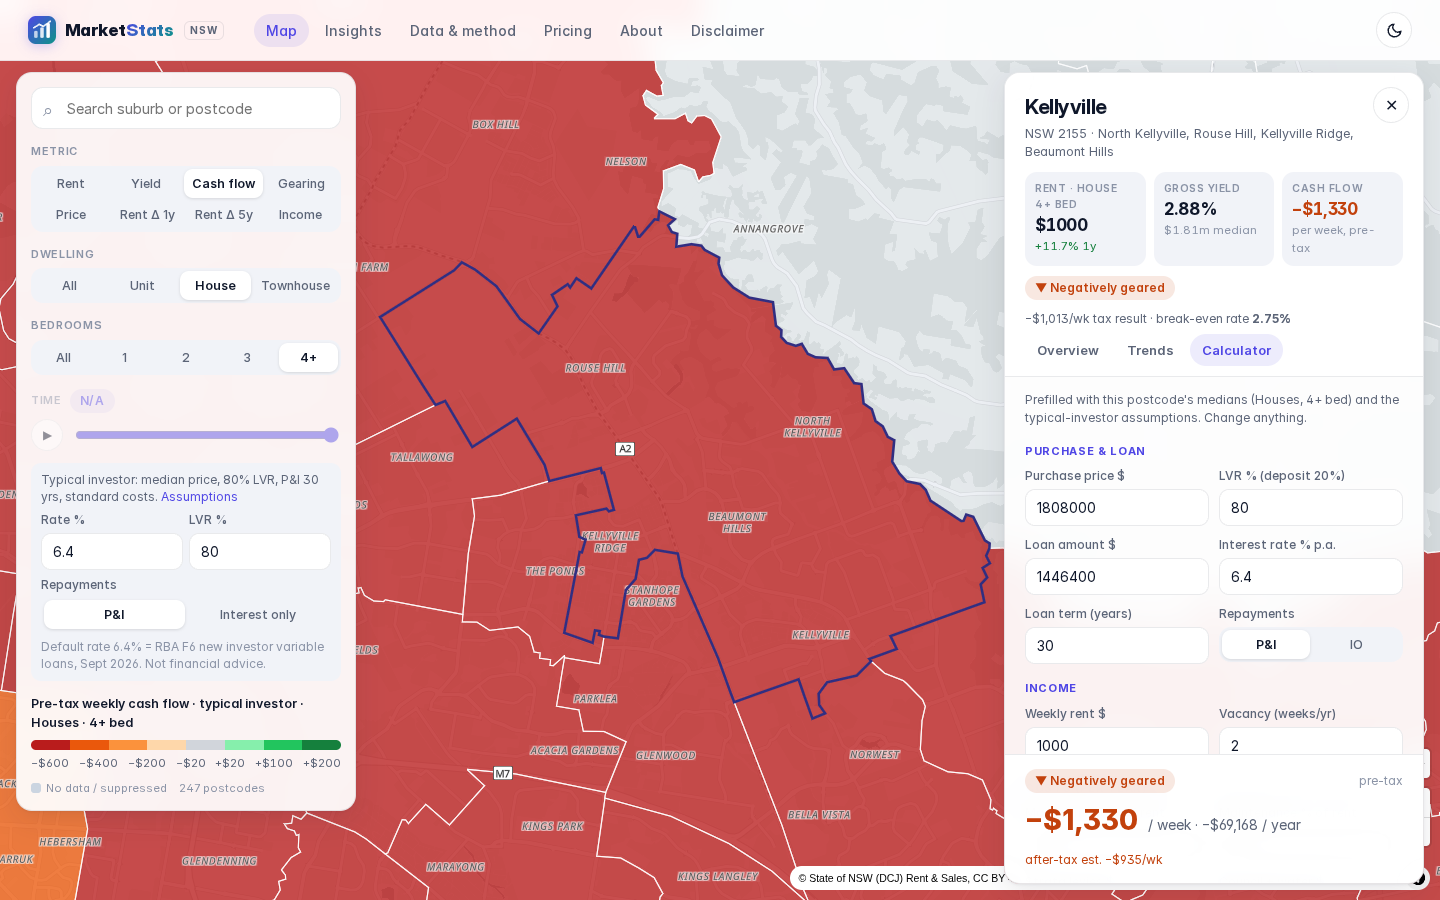 MarketStats NSW Map Insights Data & method Pricing About Disclaimer
Search suburb or postcode
METRIC
Rent Yield Cash flow Gearing
Price Rent Δ 1y Rent Δ 5y Income
DWELLING
All Unit House Townhouse
BEDROOMS
All 1 2 3 4+
TIME N/A
Typical investor: median price, 80% LVR, P&I 30
yrs, standard costs. Assumptions
Rate % LVR %
6.4 80
Repayments
P&I Interest only
Default rate 6.4% = RBA F6 new investor variable
loans, Sept 2026. Not financial advice.
Pre-tax weekly cash flow · typical investor ·
Houses · 4+ bed
−$600 −$400 −$200 −$20 +$20 +$100 +$200
No data / suppressed 247 postcodes
BOX HILL
NELSON
ANNANGROVE
FARM
ROUSE HILL
NORTH
KELLYVILLE
A2
TALLAWONG
BEAUMONT
HILLS
KELLYVILLE
RIDGE
THE PONDS
STANHOPE
GARDENS
KELLYVILLE
PARKLEA
ACACIA GARDENS
GLENWOOD
NORWEST
M7
BELLA VISTA
KINGS PARK
HEBERSHAM
GLENDENNING
MARAYONG
KINGS LANGLEY
© State of NSW (DCJ) Rent & Sales, CC BY
Kellyville
NSW 2155 · North Kellyville, Rouse Hill, Kellyville Ridge,
Beaumont Hills
RENT · HOUSE
4+ BED
$1000
+11.7% 1y
GROSS YIELD
2.88%
$1.81m median
CASH FLOW
−$1,330
per week, pre-
tax
▼ Negatively geared
−$1,013/wk tax result · break-even rate 2.75%
Overview Trends Calculator
Prefilled with this postcode's medians (Houses, 4+ bed) and the
typical-investor assumptions. Change anything.
PURCHASE & LOAN
Purchase price $ LVR % (deposit 20%)
1808000 80
Loan amount $ Interest rate % p.a.
1446400 6.4
Loan term (years) Repayments
30 P&I IO
INCOME
Weekly rent $ Vacancy (weeks/yr)
1000 2
▼ Negatively geared pre-tax
−$1,330 / week · −$69,168 / year
after-tax est. −$935/wk